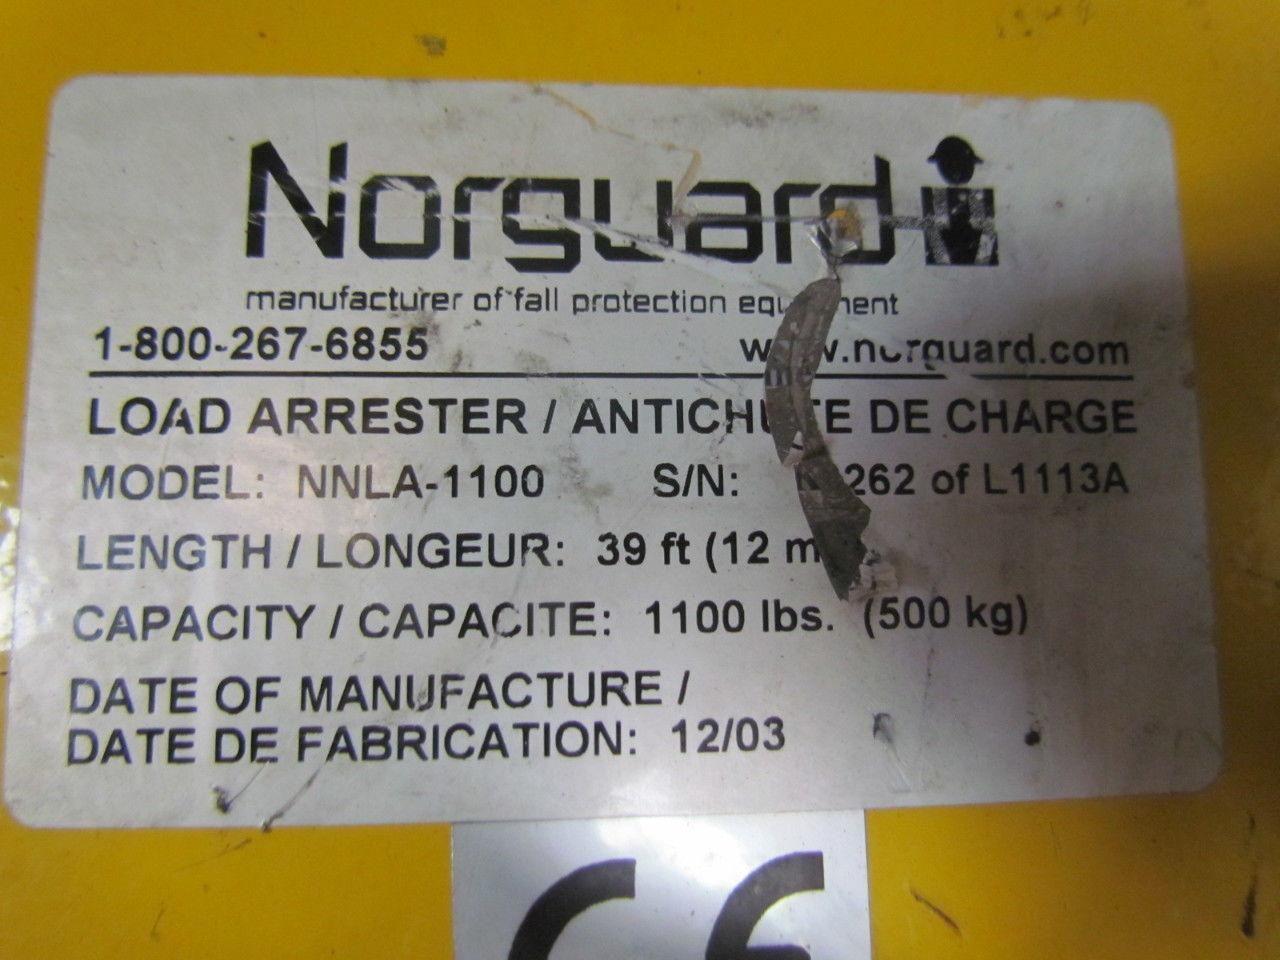 Norguard
manufacturer of fall protection equipment
1-800-267-6855 www.norguard.com
LOAD ARRESTER / ANTICHUTE DE CHARGE
MODEL: NNLA-1100 S/N: 262 of L1113A
LENGTH / LONGEUR: 39 ft (12 m
CAPACITY / CAPACITE: 1100 lbs. (500 kg)
DATE OF MANUFACTURE /
DATE DE FABRICATION: 12/03
CE